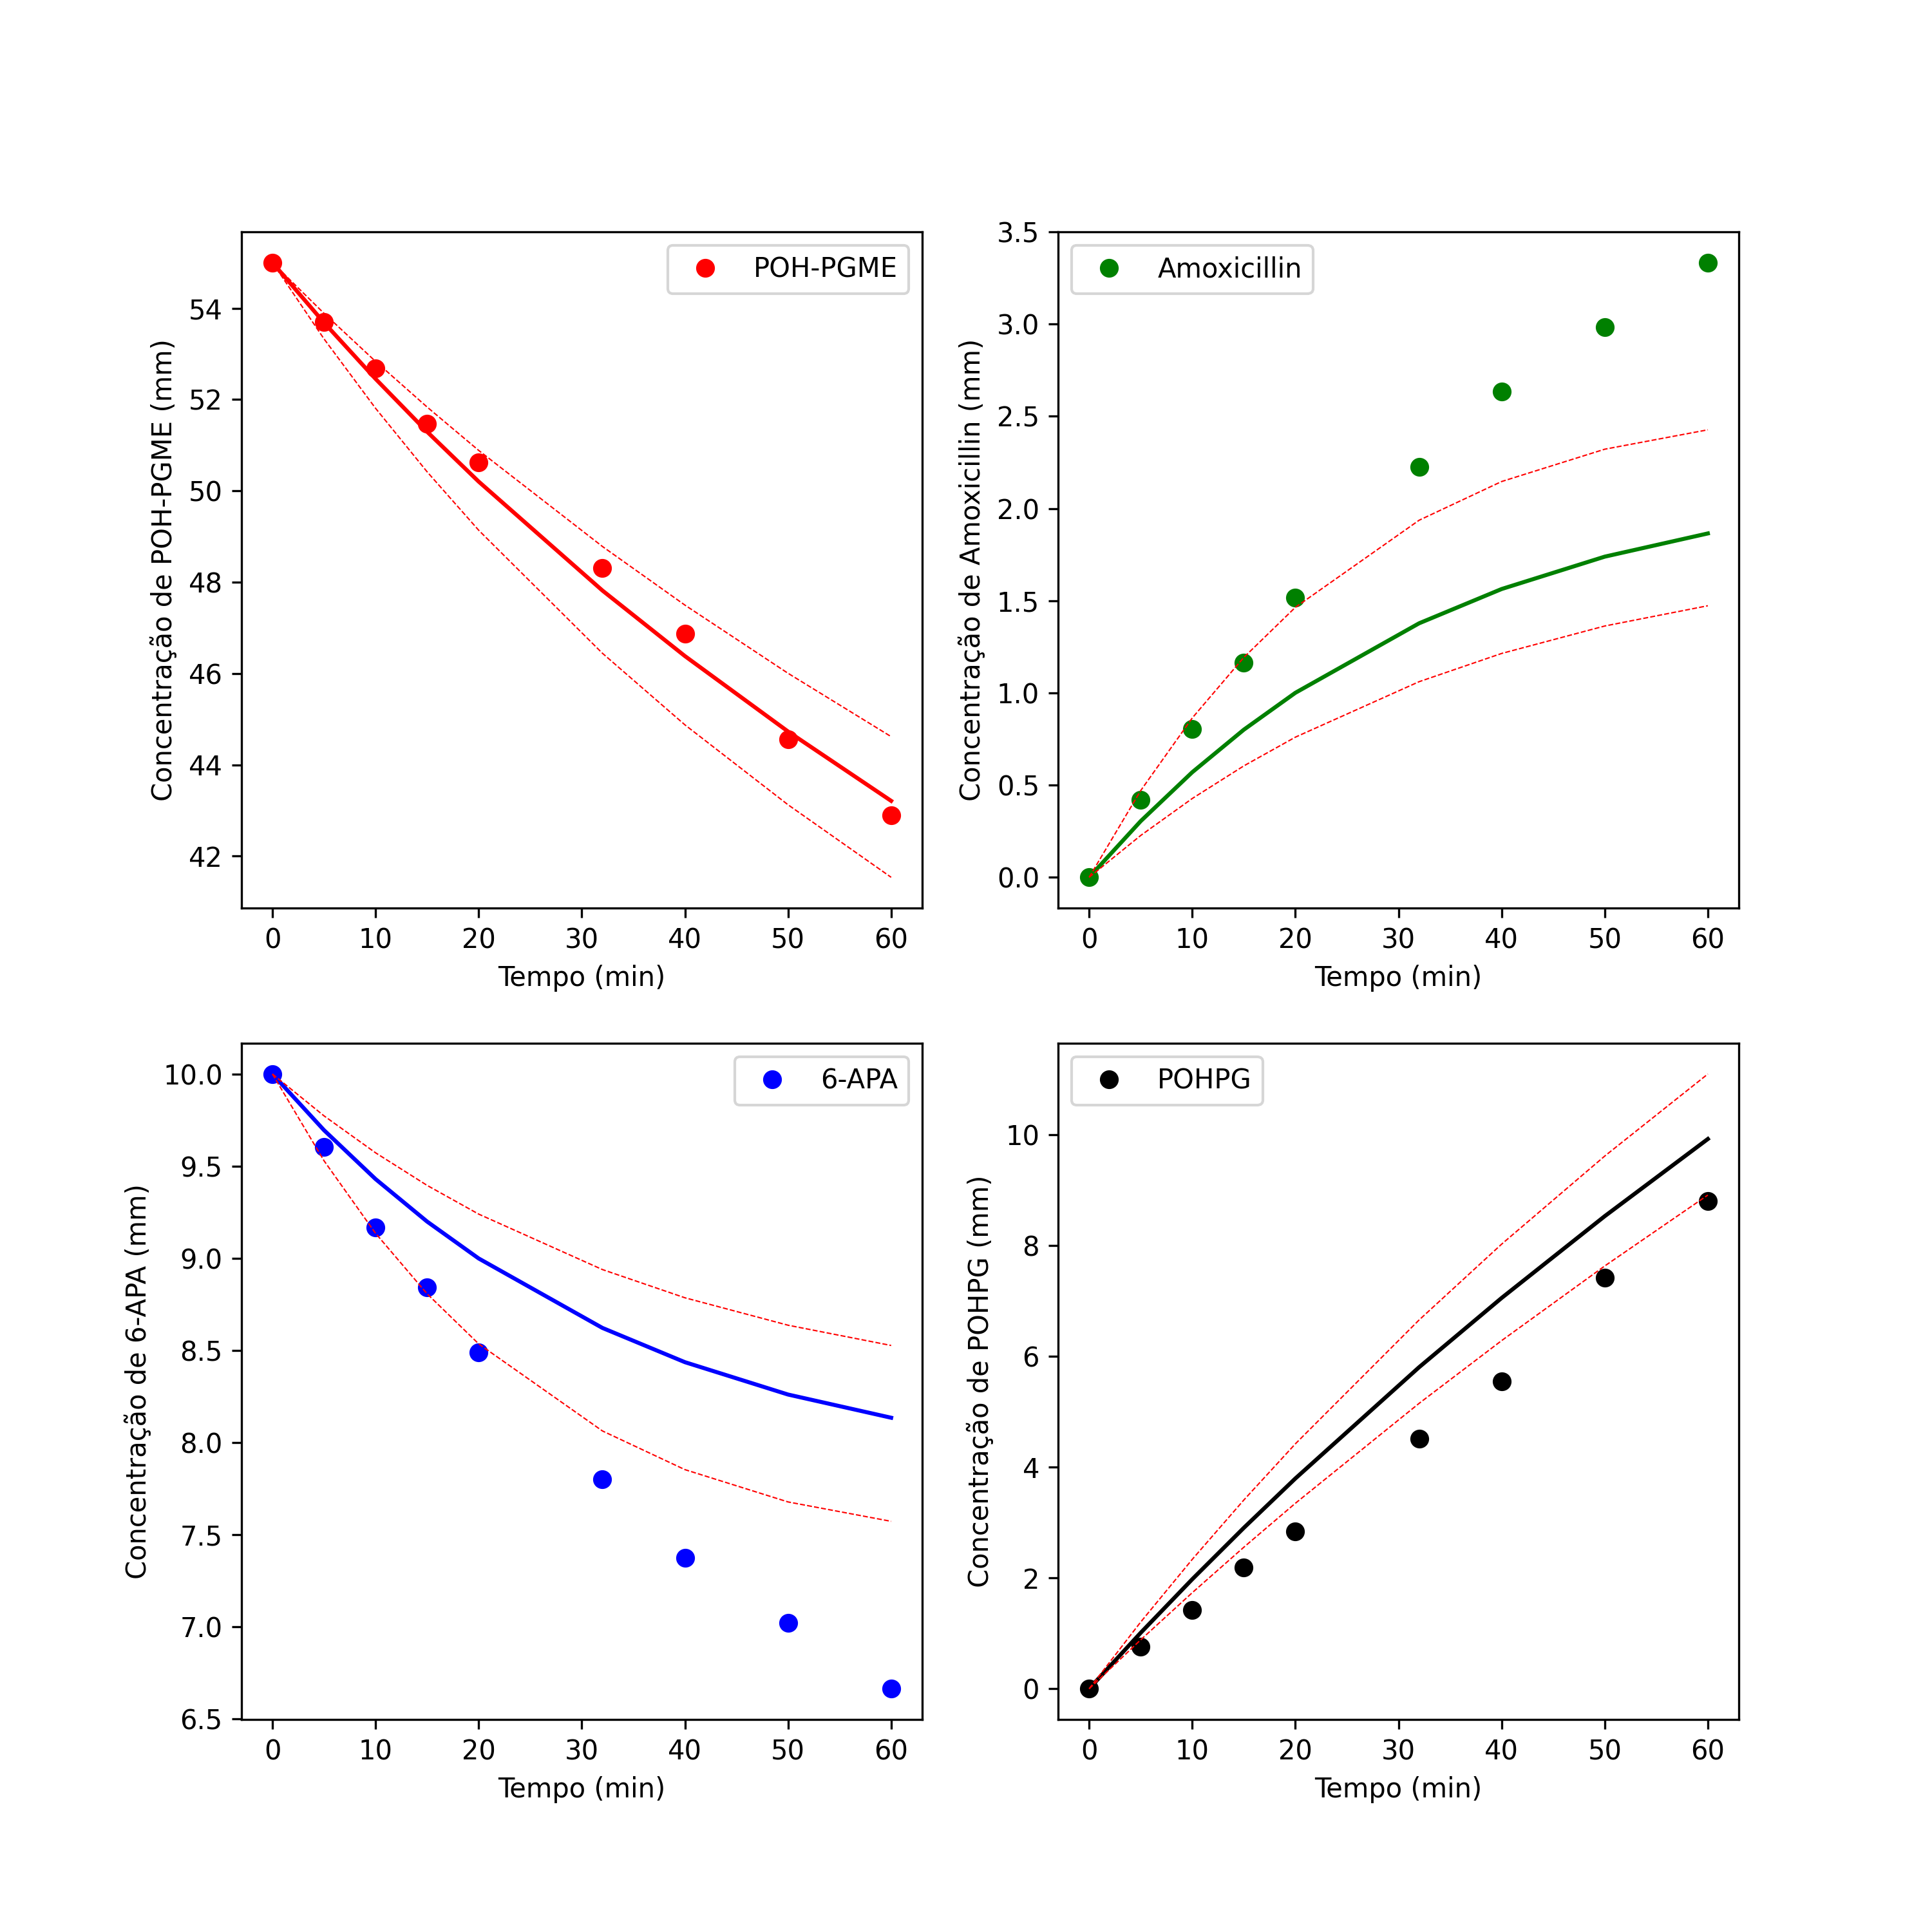 POH-PGME
Concentração de POH-PGME (mm)
54
52
50
48
46
44
42
0 10 20 30 40 50 60
Tempo (min)
Amoxicillin
Concentração de Amoxicillin (mm)
3.5
3.0
2.5
2.0
1.5
1.0
0.5
0.0
0 10 20 30 40 50 60
Tempo (min)
6-APA
Concentração de 6-APA (mm)
10.0
9.5
9.0
8.5
8.0
7.5
7.0
6.5
0 10 20 30 40 50 60
Tempo (min)
POHPG
Concentração de POHPG (mm)
10
8
6
4
2
0
0 10 20 30 40 50 60
Tempo (min)